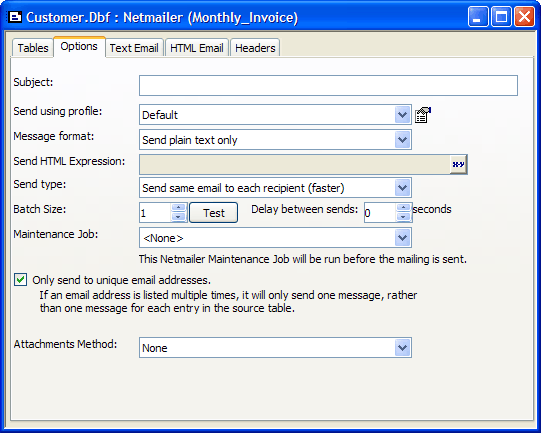 Customer.Dbf : Netmailer (Monthly_Invoice)
Tables Options Text Email HTML Email Headers
Subject:
Send using profile: Default
Message format: Send plain text only
Send HTML Expression: x-y
Send type: Send same email to each recipient (faster)
Batch Size: 1 Test Delay between sends: 0 seconds
Maintenance Job: <None>
This Netmailer Maintenance Job will be run before the mailing is sent.
Only send to unique email addresses.
If an email address is listed multiple times, it will only send one message, rather
than one message for each entry in the source table.
Attachments Method: None